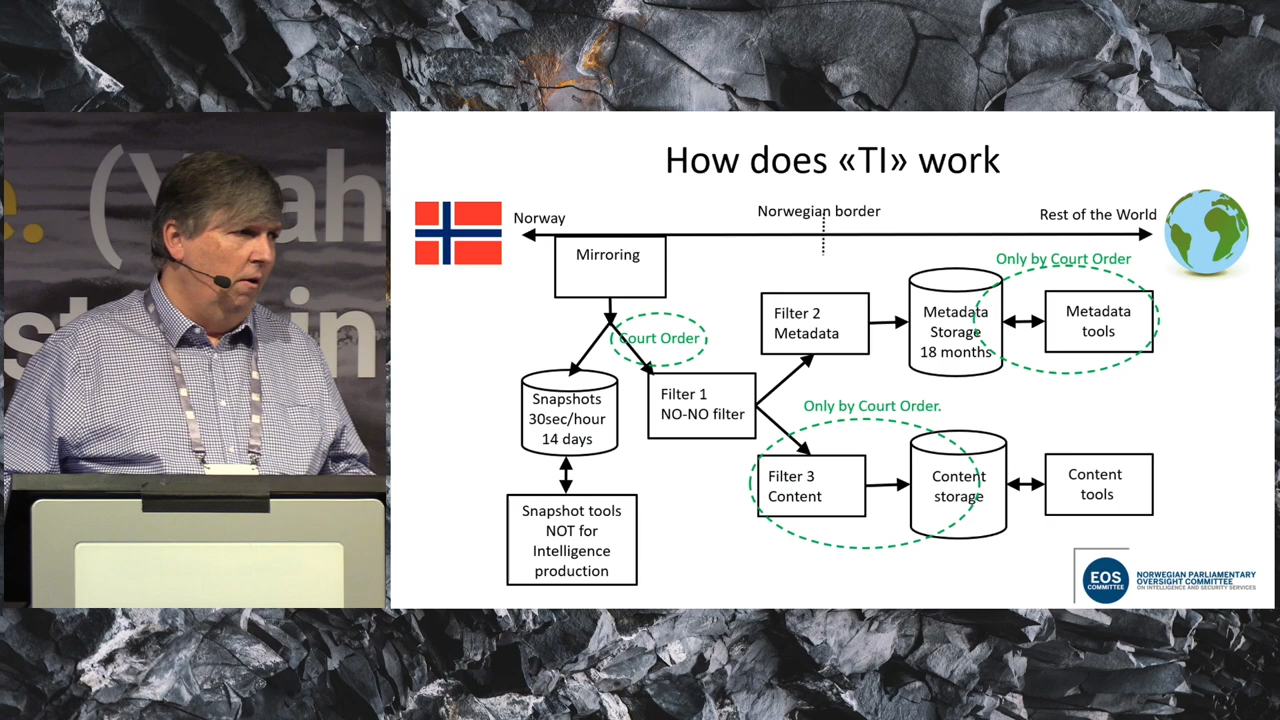 How does «TI» work
Norway
Norwegian border
Rest of the World
Mirroring
Only by Court Order
Court Order
Filter 2
Metadata
Metadata
Storage
18 months
Metadata
tools
Snapshots
30sec/hour
14 days
Filter 1
NO-NO filter
Only by Court Order.
Filter 3
Content
Content
storage
Content
tools
Snapshot tools
NOT for
Intelligence
production
EOS
COMMITTEE
NORWEGIAN PARLIAMENTARY
OVERSIGHT COMMITTEE
ON INTELLIGENCE AND SECURITY SERVICES